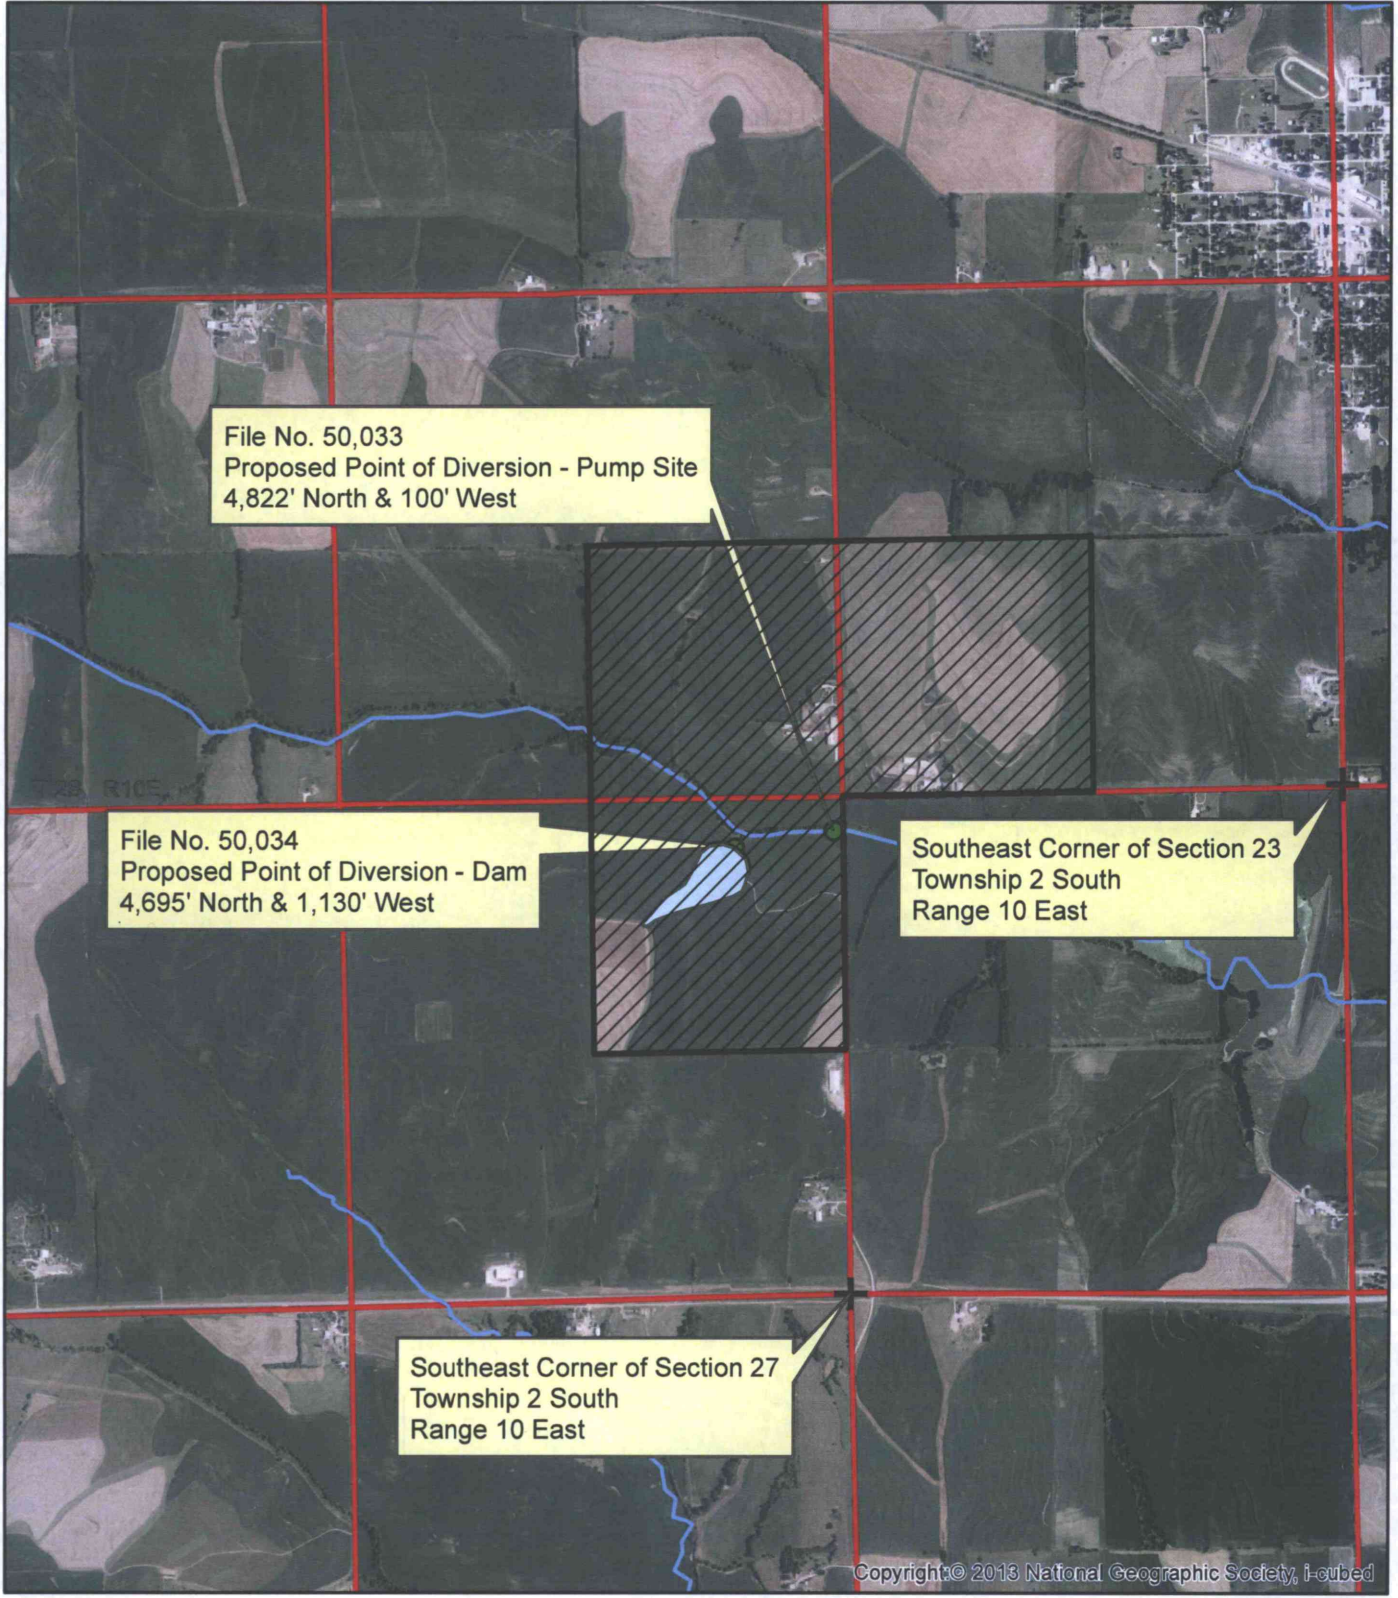 File No. 50,033
Proposed Point of Diversion - Pump Site
4,822' North & 100' West
R10E
File No. 50,034
Proposed Point of Diversion - Dam
4,695' North & 1,130' West
Southeast Corner of Section 23
Township 2 South
Range 10 East
Southeast Corner of Section 27
Township 2 South
Range 10 East
Copyright:© 2013 National Geographic Society, i-cubed